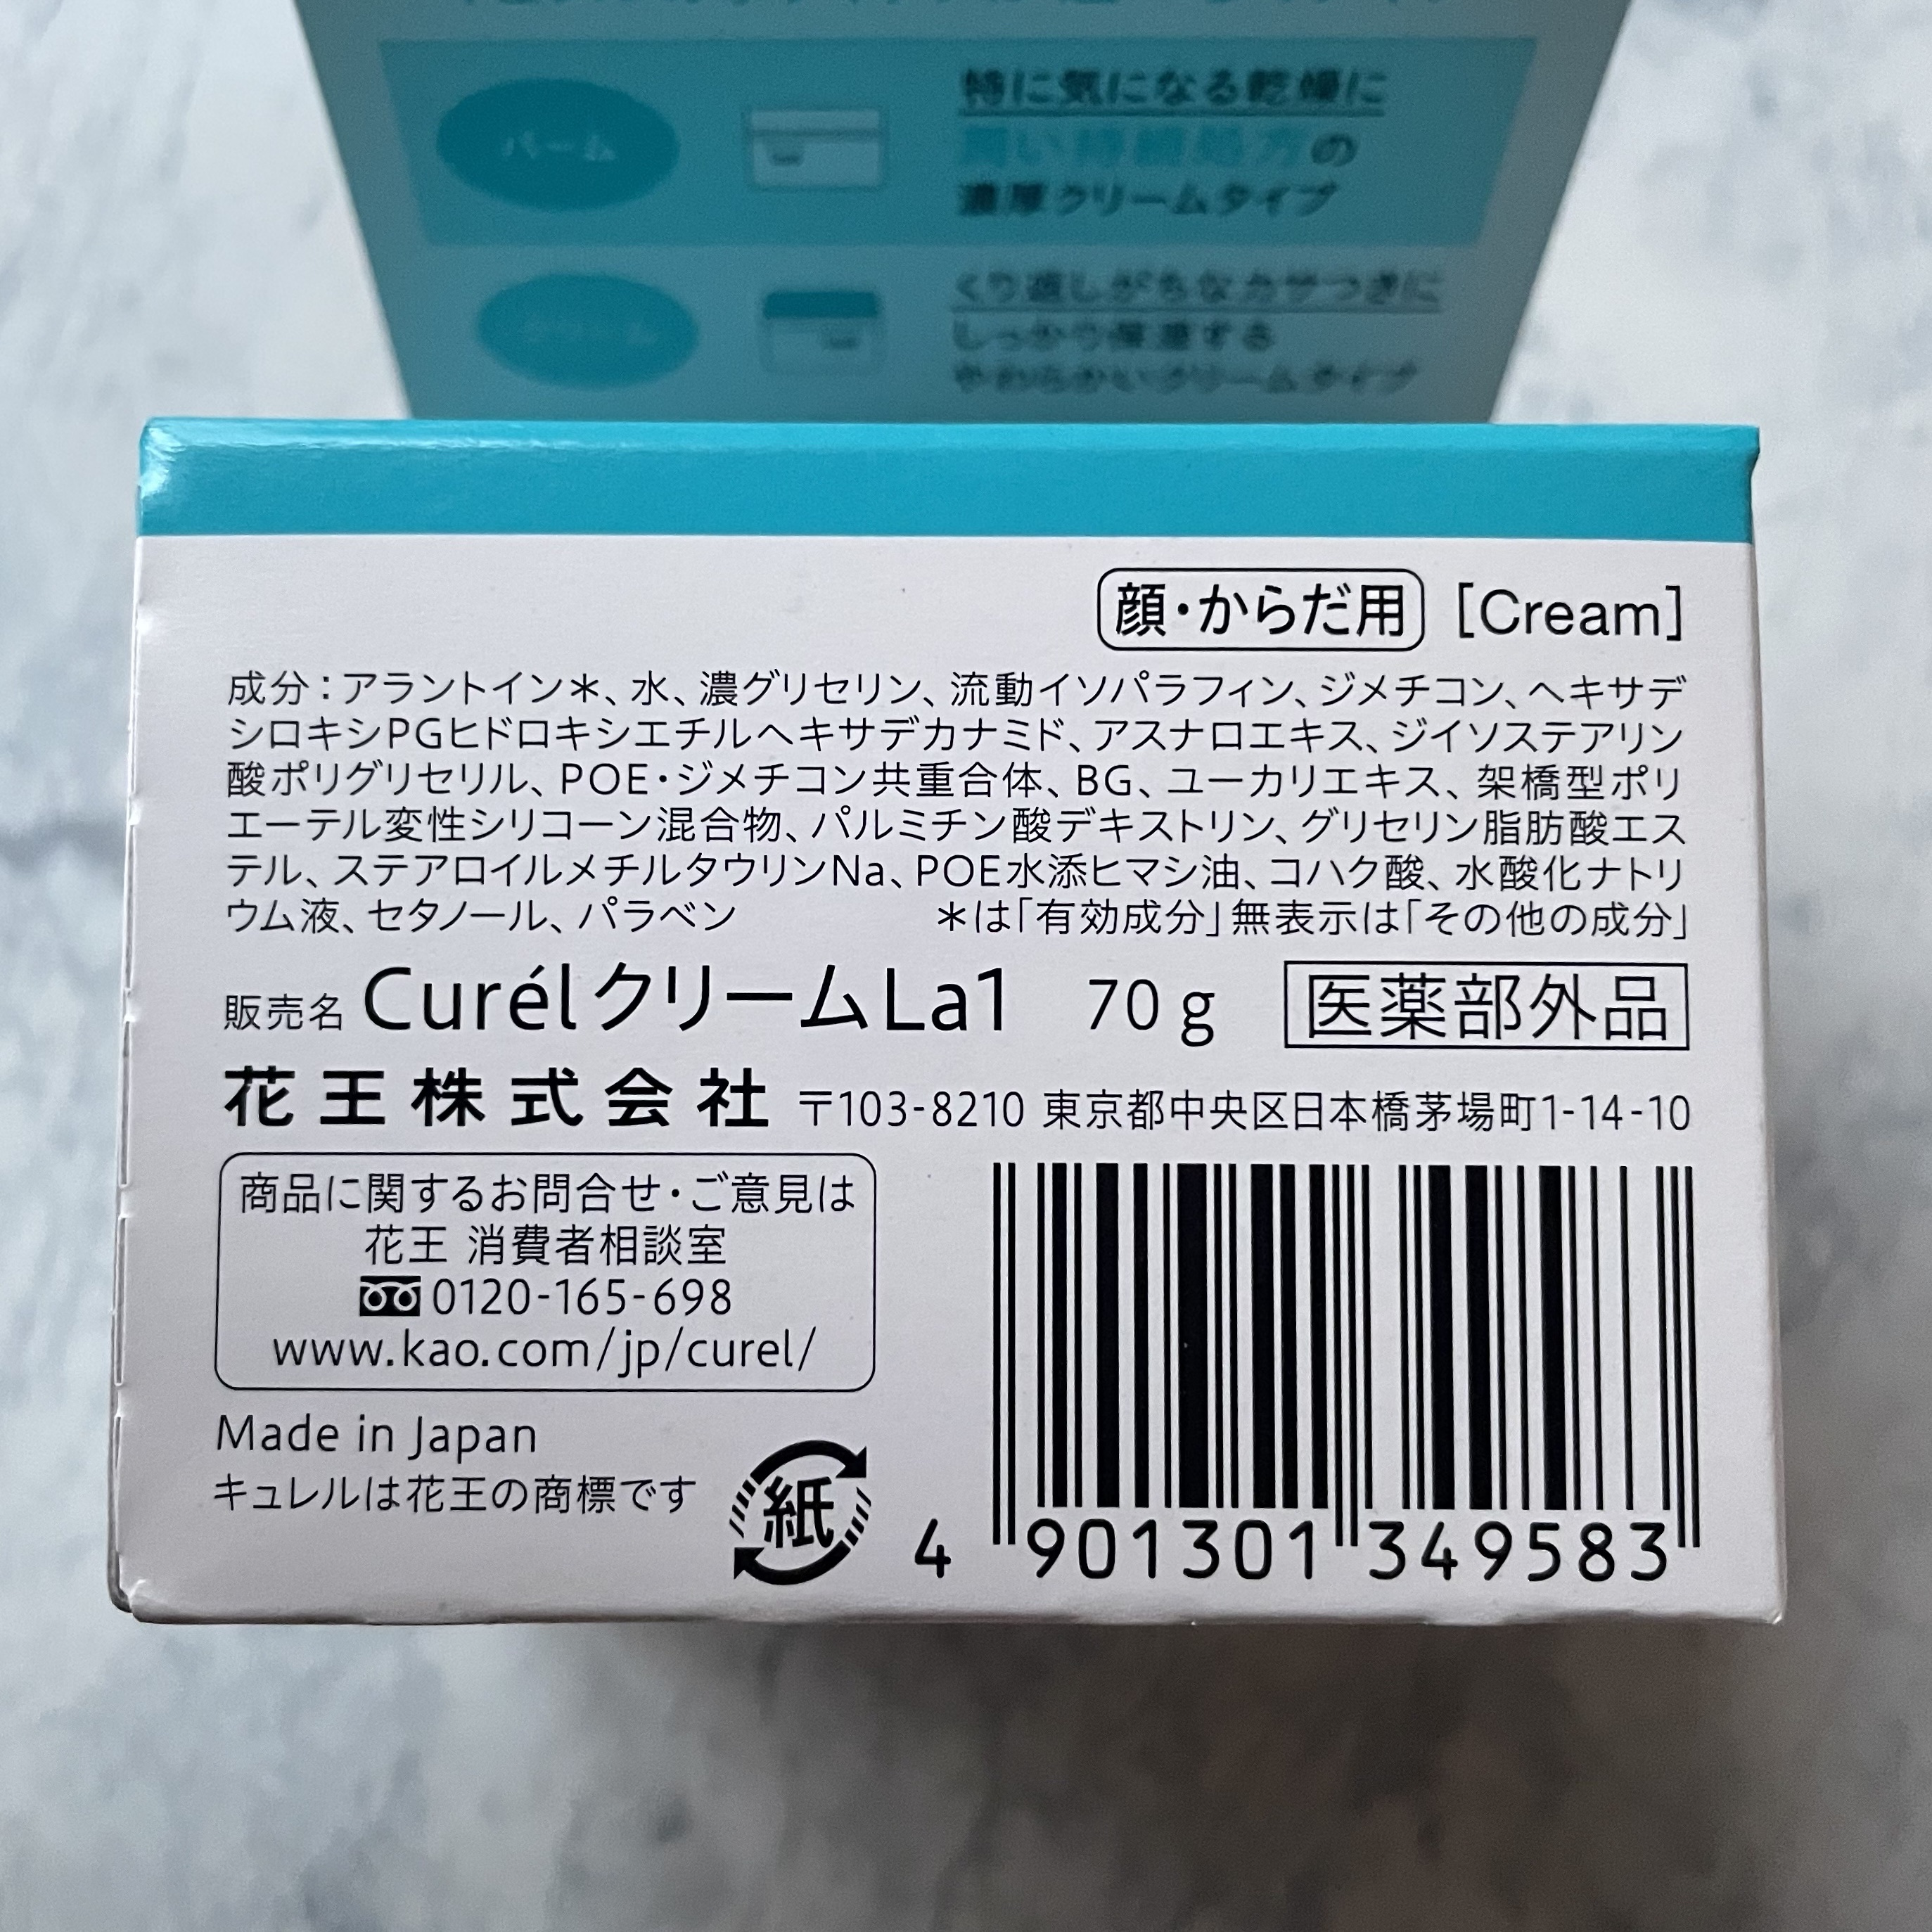 バーム
特に気になる乾燥に
潤い持続処方の
濃厚クリームタイプ
クリーム
くり返しがちなカサつきに
しっかり保湿する
やわらかいクリームタイプ
顔・からだ用 [Cream]
成分：アラントイン＊、水、濃グリセリン、流動イソパラフィン、ジメチコン、ヘキサデ
シロキシPGヒドロキシエチルヘキサデカナミド、アスナロエキス、ジイソステアリン
酸ポリグリセリル、POE・ジメチコン共重合体、BG、ユーカリエキス、架橋型ポリ
エーテル変性シリコーン混合物、パルミチン酸デキストリン、グリセリン脂肪酸エス
テル、ステアロイルメチルタウリンNa、POE水添ヒマシ油、コハク酸、水酸化ナトリ
ウム液、セタノール、パラベン ＊は「有効成分」無表示は「その他の成分」
販売名 CurélクリームLa1 70 g 医薬部外品
花王株式会社 〒103-8210 東京都中央区日本橋茅場町1-14-10
商品に関するお問合せ・ご意見は
花王 消費者相談室
0120-165-698
www.kao.com/jp/curel/
Made in Japan
キュレルは花王の商標です
紙
4 901301 349583